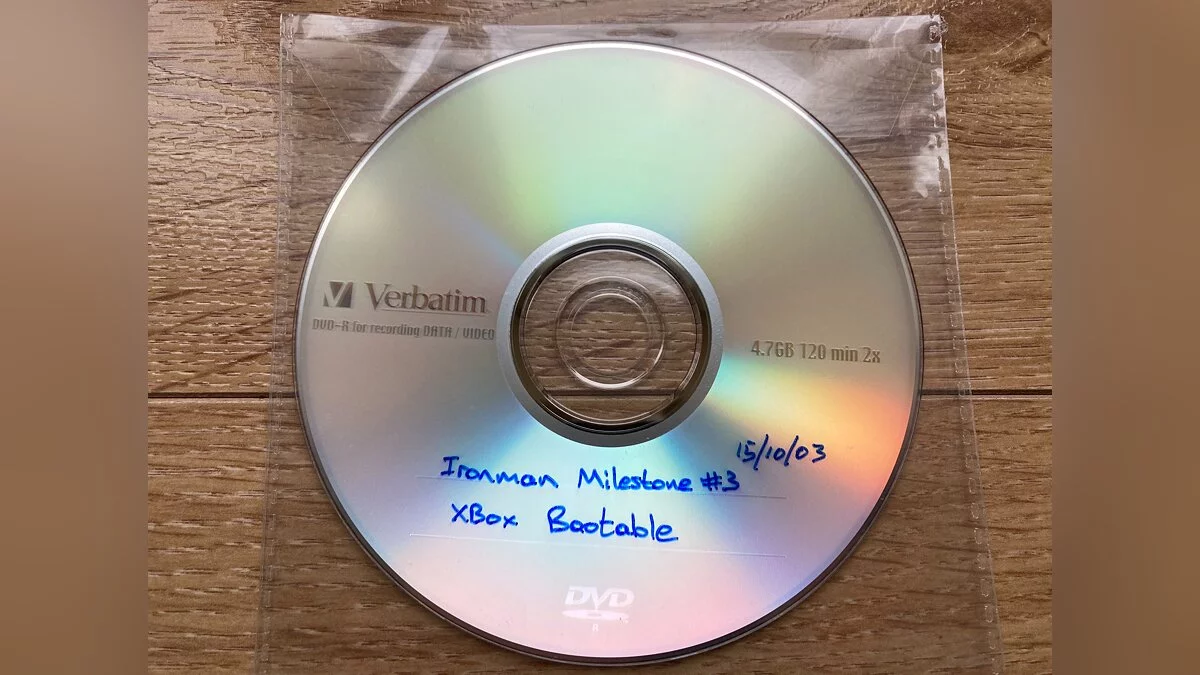 Verbatim
DVD-R for recording DATA / VIDEO
4.7GB 120 min 2x
15/10/03
Ironman Milestone #3
XBox Bootable
DVD
R